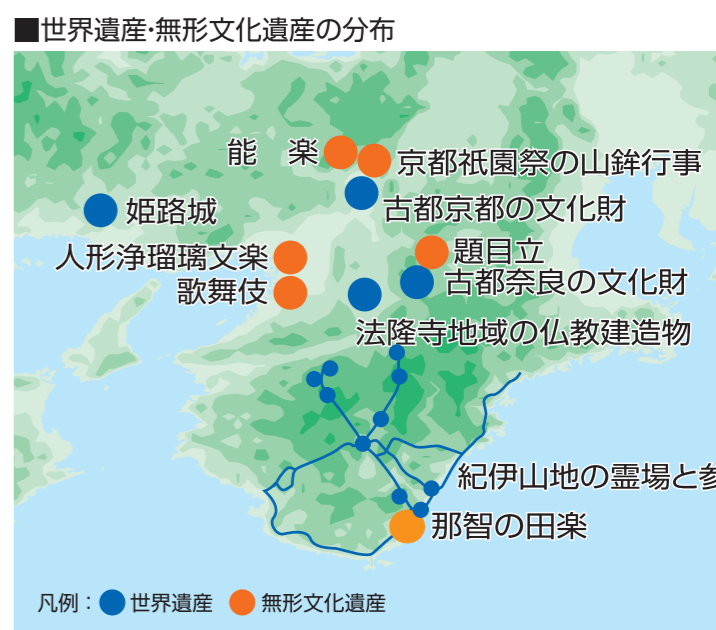 ■世界遺産・無形文化遺産の分布
能　楽
京都祇園祭の山鉾行事
古都京都の文化財
姫路城
人形浄瑠璃文楽
題目立
歌舞伎
古都奈良の文化財
法隆寺地域の仏教建造物
紀伊山地の霊場と参
那智の田楽
凡例：世界遺産 無形文化遺産